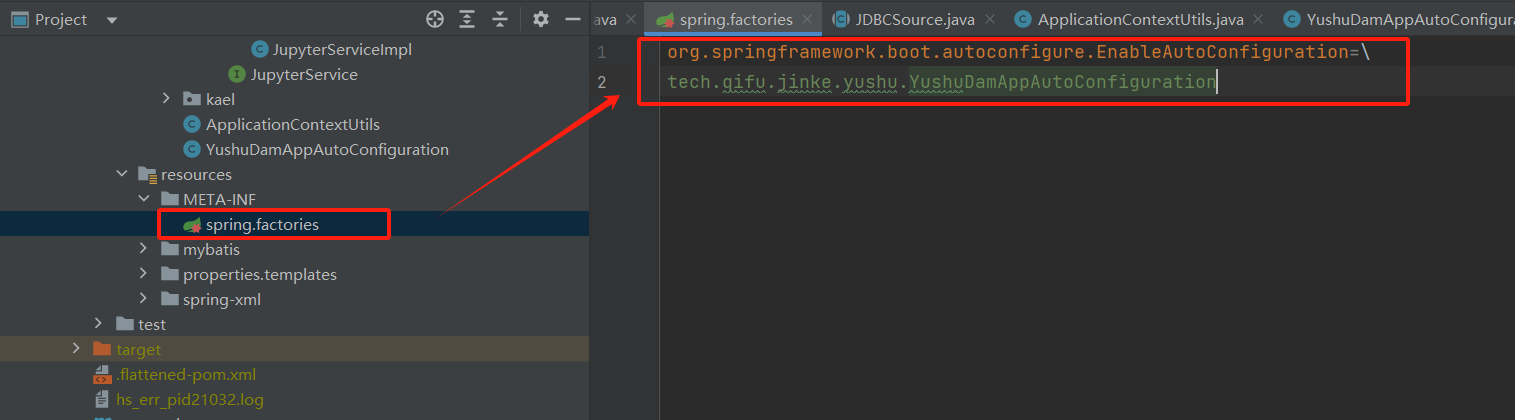 Project
ava
spring.factories
JDBCSource.java
ApplicationContextUtils.java
YushuDamAppAutoConfigura
JupyterServiceImpl
JupyterService
kael
ApplicationContextUtils
YushuDamAppAutoConfiguration
resources
META-INF
spring.factories
mybatis
properties.templates
spring-xml
test
target
.flattened-pom.xml
hs_err_pid21032.log
1 org.springframework.boot.autoconfigure.EnableAutoConfiguration=\
2 tech.qifu.jinke.yushu.YushuDamAppAutoConfiguration